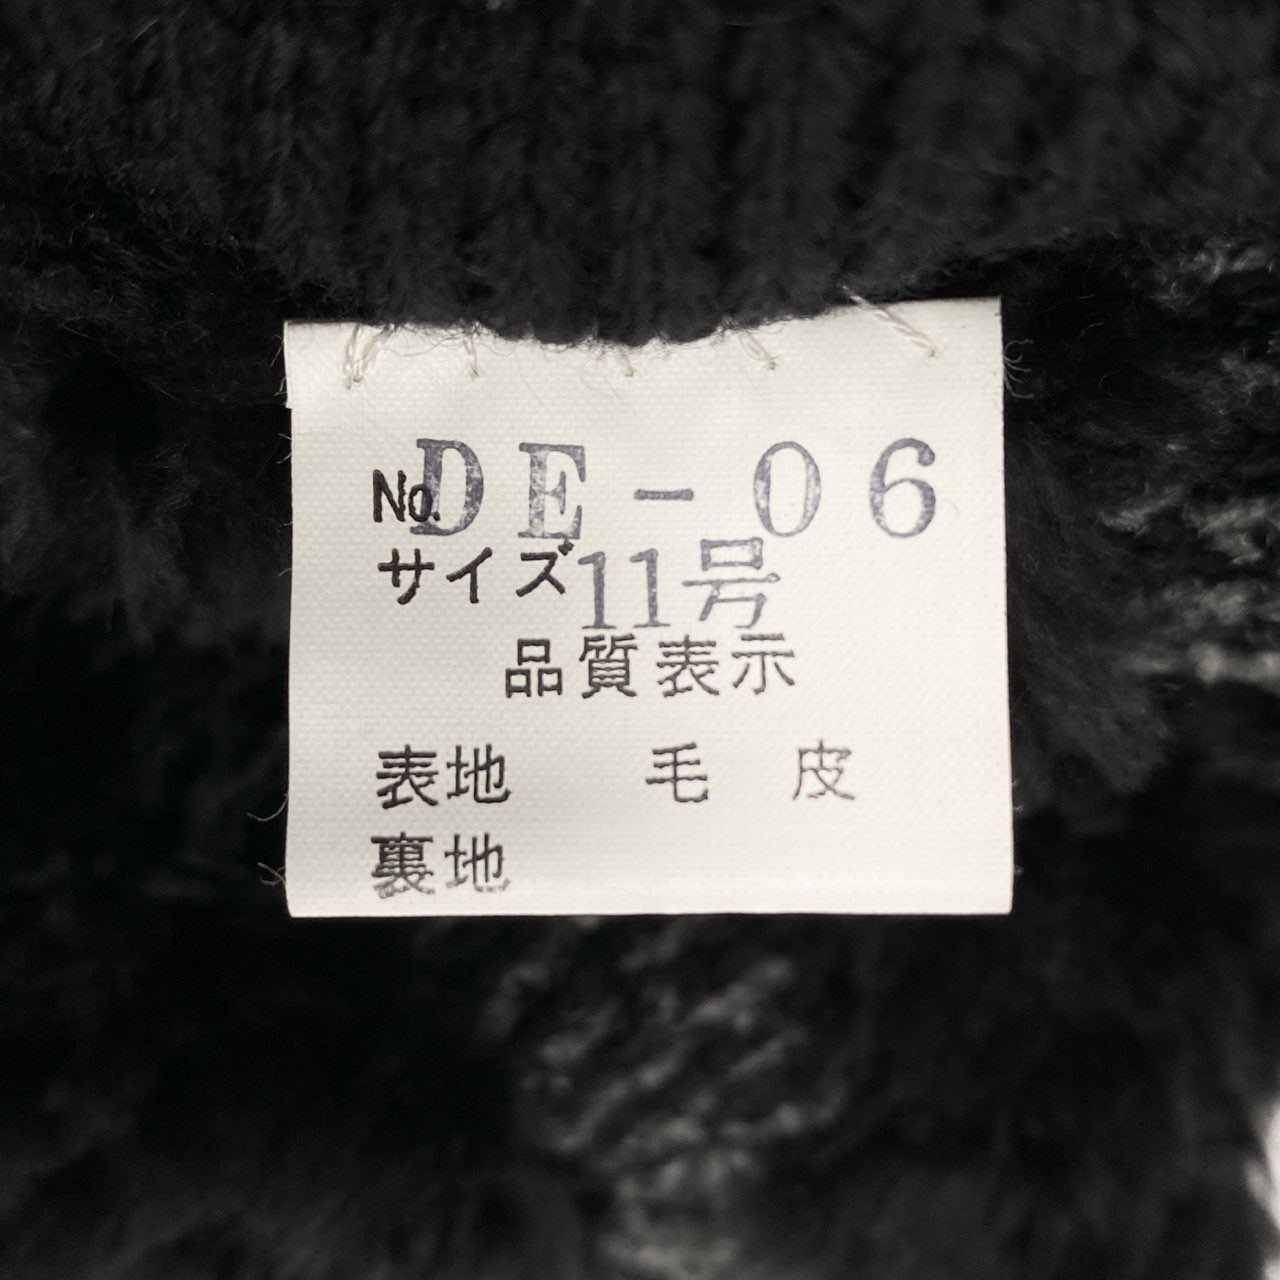 No. DE-06
サイズ 11号
品質表示
表地 毛皮
裏地